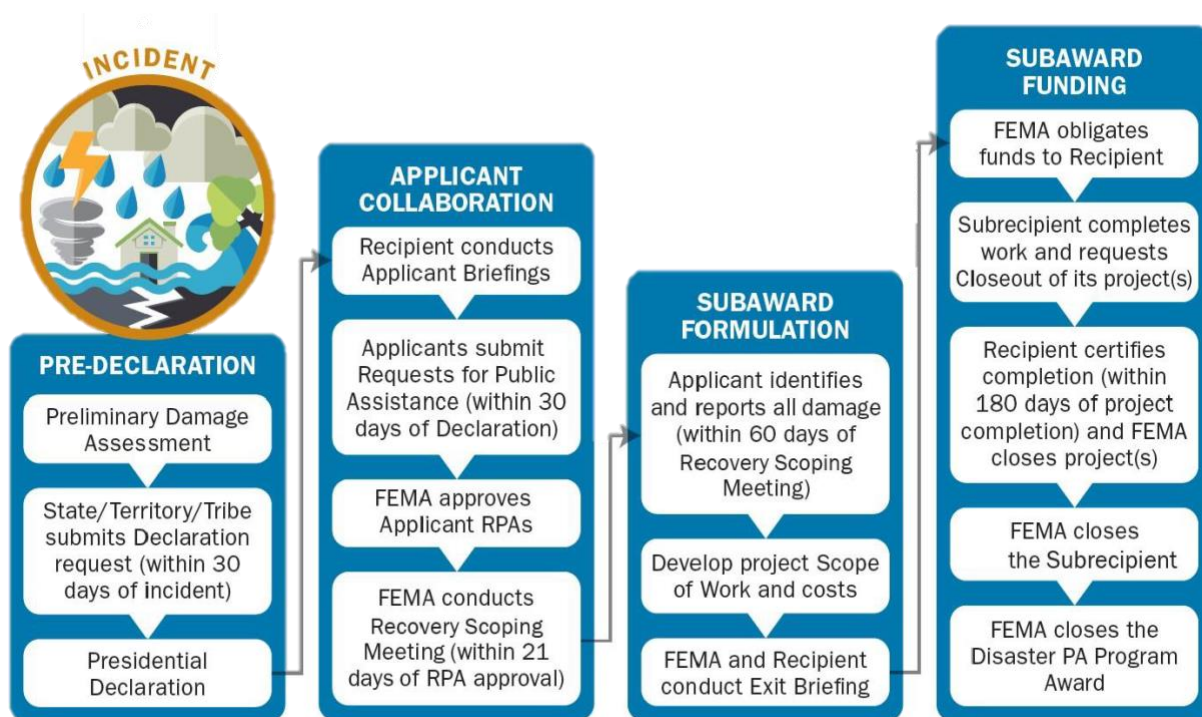 INCIDENT
PRE-DECLARATION
Preliminary Damage
Assessment
State/Territory/Tribe
submits Declaration
request (within 30
days of incident)
Presidential
Declaration
APPLICANT
COLLABORATION
Recipient conducts
Applicant Briefings
Applicants submit
Requests for Public
Assistance (within 30
days of Declaration)
FEMA approves
Applicant RPAs
FEMA conducts
Recovery Scoping
Meeting (within 21
days of RPA approval)
SUBAWARD
FORMULATION
Applicant identifies
and reports all damage
(within 60 days of
Recovery Scoping
Meeting)
Develop project Scope
of Work and costs
FEMA and Recipient
conduct Exit Briefing
SUBAWARD
FUNDING
FEMA obligates
funds to Recipient
Subrecipient completes
work and requests
Closeout of its project(s)
Recipient certifies
completion (within
180 days of project
completion) and FEMA
closes project(s)
FEMA closes
the Subrecipient
FEMA closes the
Disaster PA Program
Award